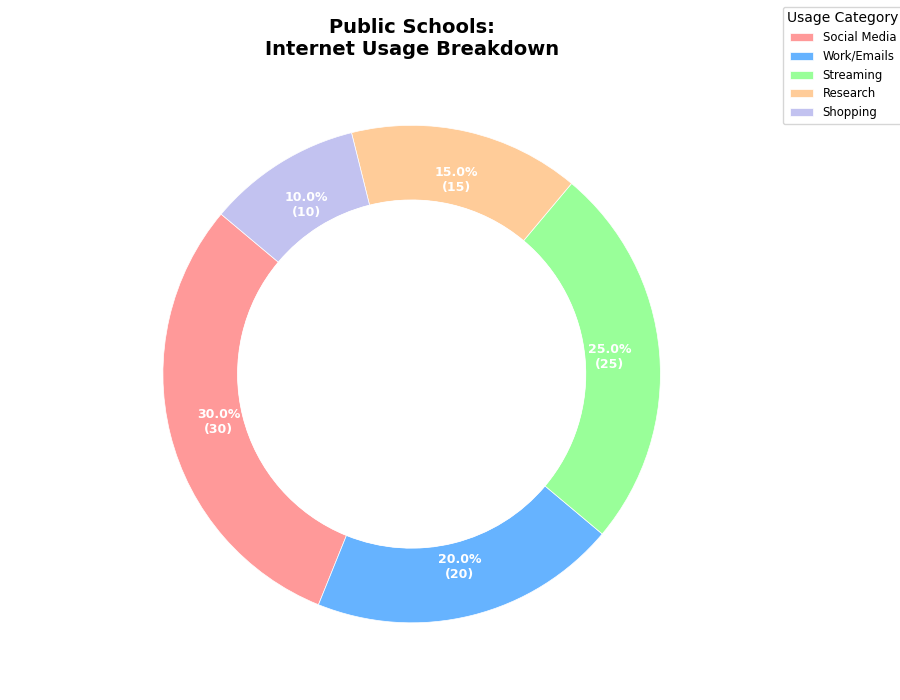 Public Schools:
Internet Usage Breakdown
Usage Category
Social Media
Work/Emails
Streaming
Research
Shopping
15.0%
(15)
10.0%
(10)
25.0%
(25)
30.0%
(30)
20.0%
(20)